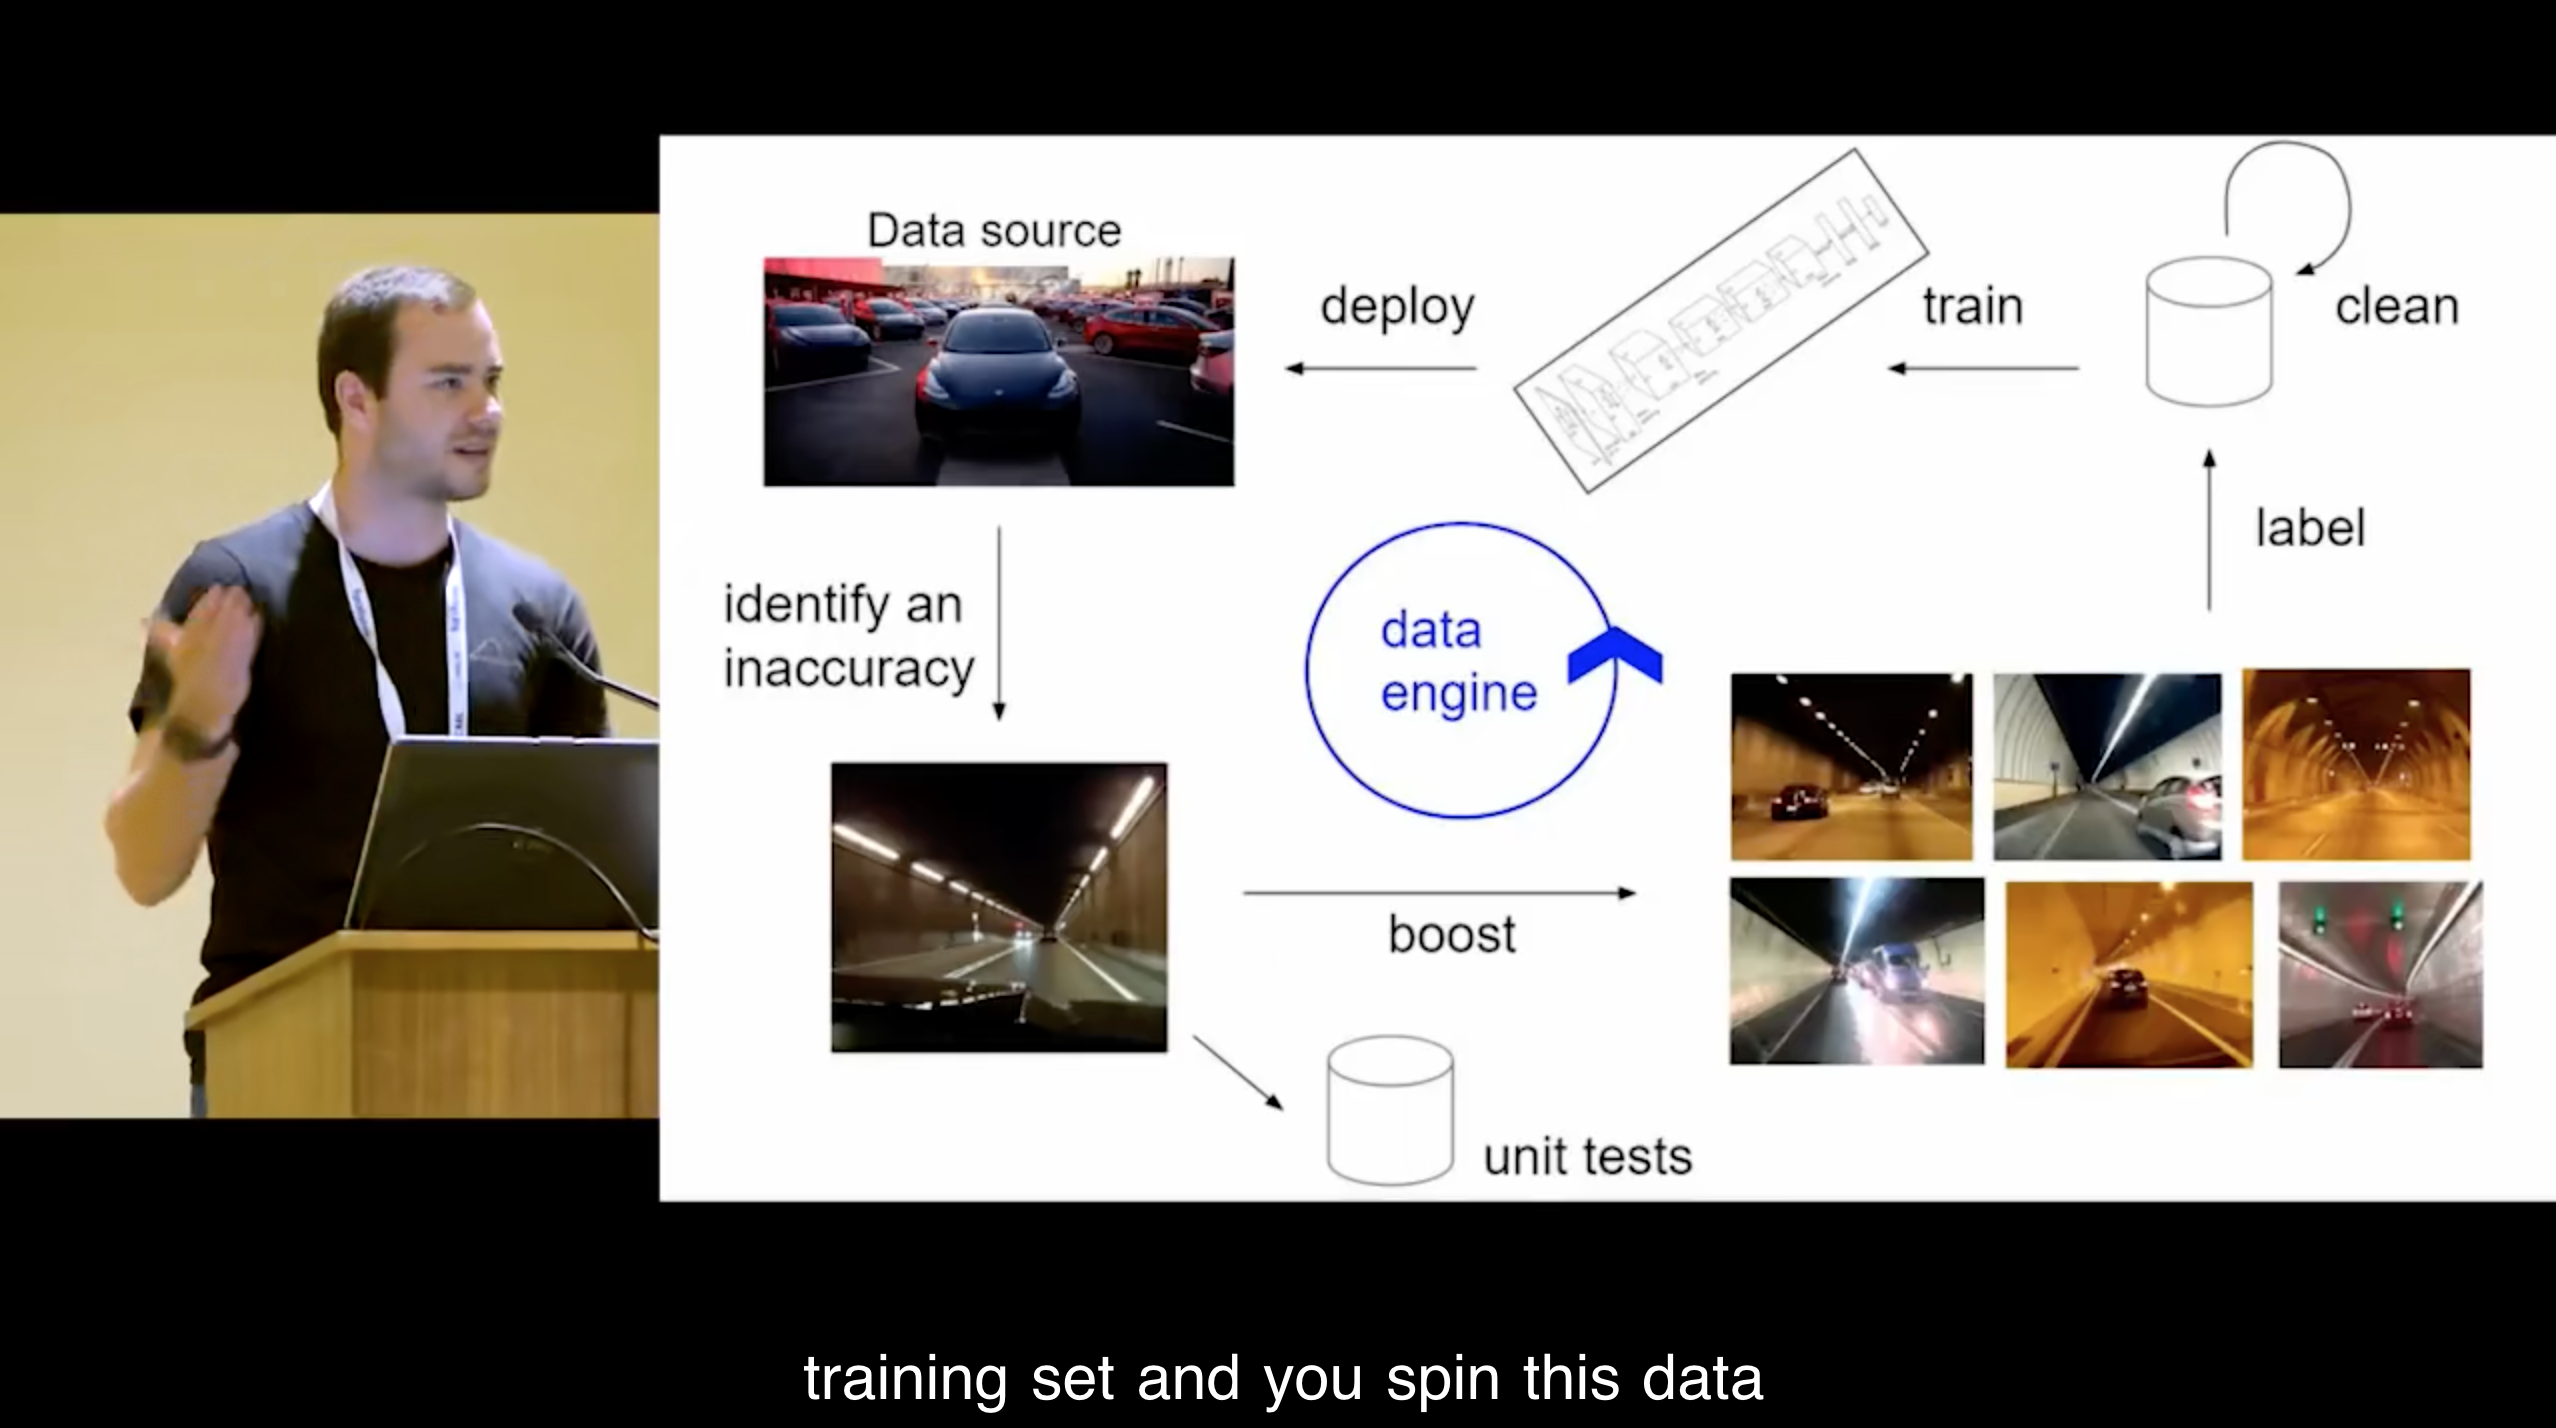 Data source
deploy
train
clean
label
identify an
inaccuracy
data
engine
boost
unit tests
training set and you spin this data